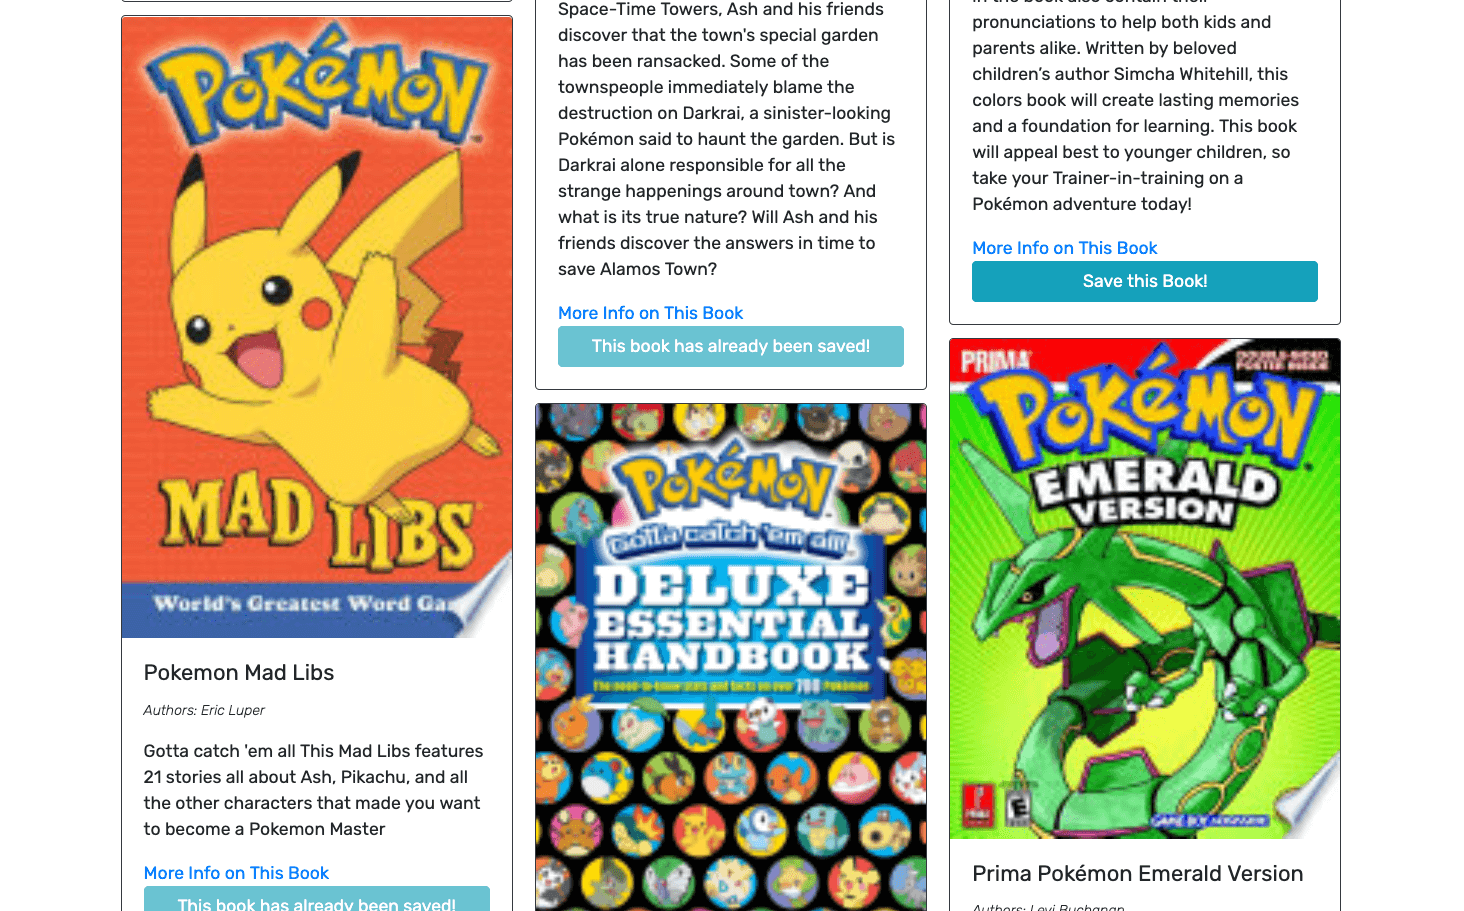 POKéMON
MAD LIBS
World's Greatest Word Ga
Pokemon Mad Libs
Authors: Eric Luper
Gotta catch 'em all This Mad Libs features
21 stories all about Ash, Pikachu, and all
the other characters that made you want
to become a Pokemon Master
More Info on This Book
This book has already been saved!
Space-Time Towers, Ash and his friends
discover that the town's special garden
has been ransacked. Some of the
townspeople immediately blame the
destruction on Darkrai, a sinister-looking
Pokémon said to haunt the garden. But is
Darkrai alone responsible for all the
strange happenings around town? And
what is its true nature? Will Ash and his
friends discover the answers in time to
save Alamos Town?
More Info on This Book
This book has already been saved!
POKéMON
Gotta catch 'em all!
DELUXE
ESSENTIAL
HANDBOOK
The need-to-know stats and facts on over 700 Pokémon
in the book also contain their
pronunciations to help both kids and
parents alike. Written by beloved
children’s author Simcha Whitehill, this
colors book will create lasting memories
and a foundation for learning. This book
will appeal best to younger children, so
take your Trainer-in-training on a
Pokémon adventure today!
More Info on This Book
Save this Book!
PRIMA
DOUBLE-SIDED
POSTER INSIDE
POKéMON
EMERALD
VERSION
E
GAME BOY ADVANCE
Prima Pokémon Emerald Version
Authors: Levi Buchanan